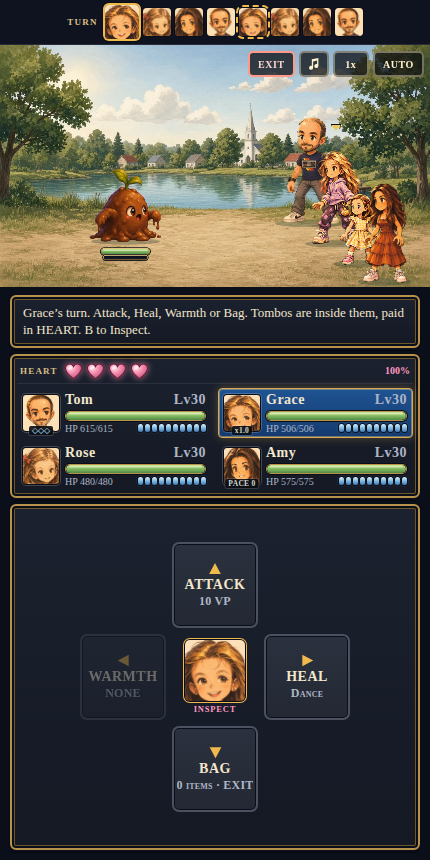 TURN
EXIT
1x
AUTO
Grace's turn. Attack, Heal, Warmth or Bag. Tombos are inside them, paid
in HEART. B to Inspect.
HEART
100%
Tom Lv30
HP 615/615
Grace Lv30
x1.0
HP 506/506
Rose Lv30
HP 480/480
Amy Lv30
PACE 0
HP 575/575
ATTACK
10 VP
WARMTH
NONE
INSPECT
HEAL
Dance
BAG
0 items · EXIT